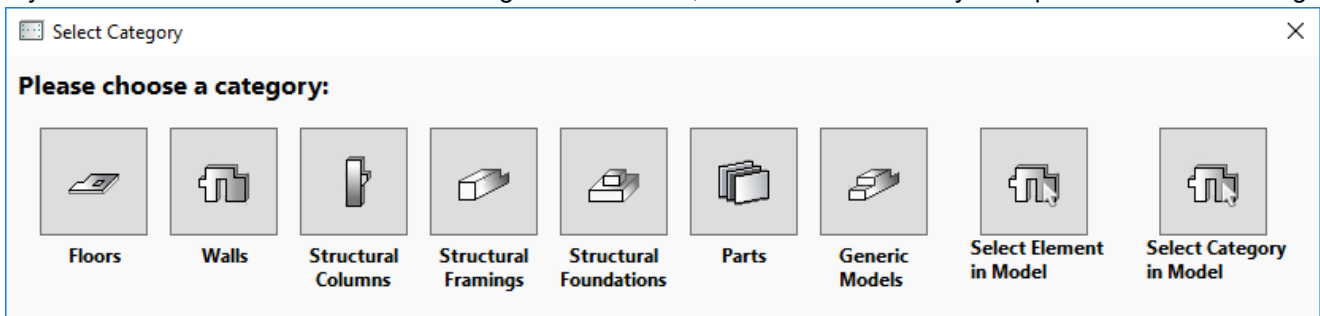 Select Category
Please choose a category:
Floors
Walls
Structural
Columns
Structural
Framings
Structural
Foundations
Parts
Generic
Models
Select Element
in Model
Select Category
in Model